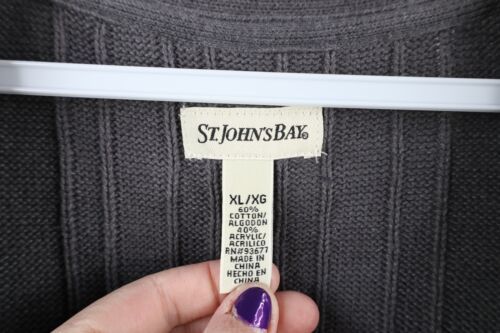 ST. JOHN'S BAY®
XL/XG
60%
COTTON/
ALGODON
40%
ACRYLIC/
ACRILICO
RN#93677
MADE IN
CHINA
HECHO EN
CHINA